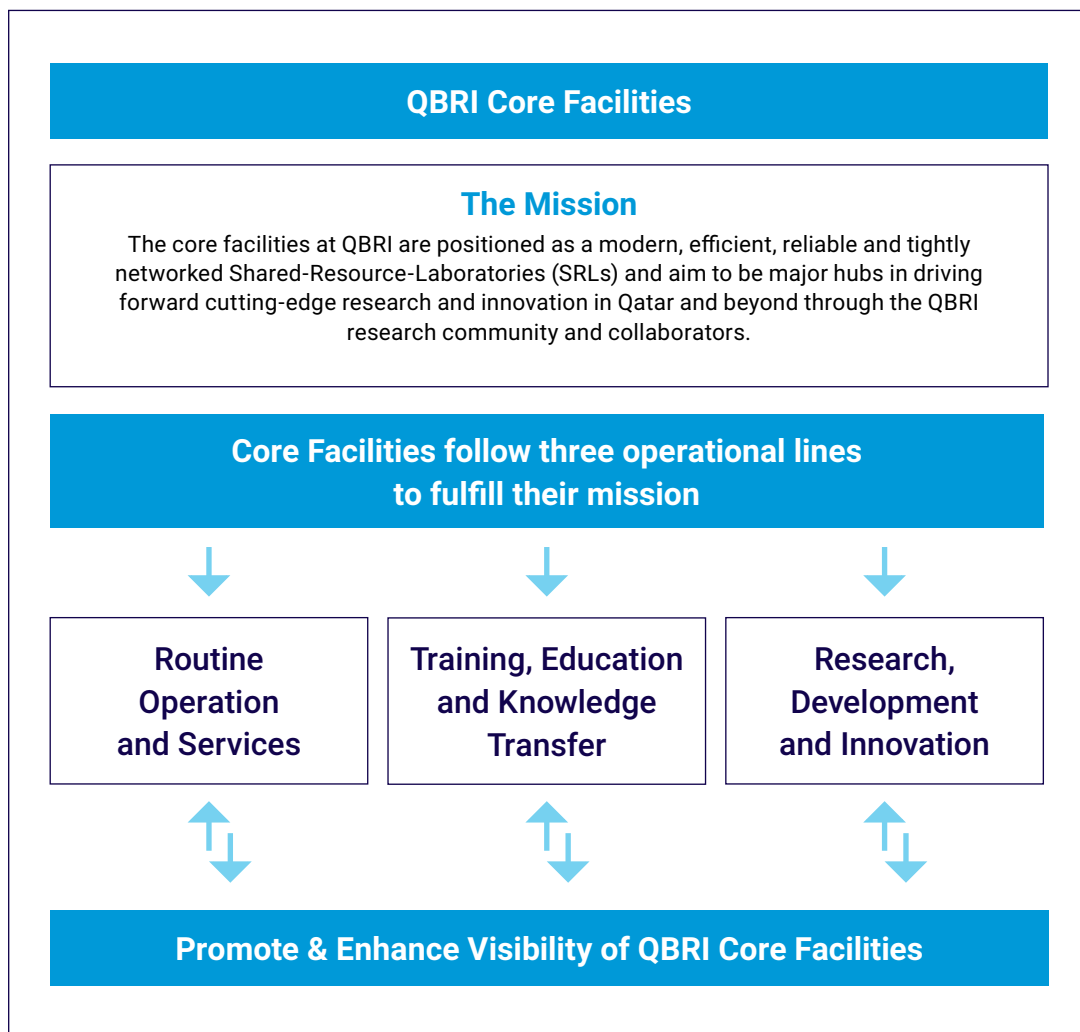 QBRI Core Facilities
The Mission
The core facilities at QBRI are positioned as a modern, efficient, reliable and tightly
networked Shared-Resource-Laboratories (SRLs) and aim to be major hubs in driving
forward cutting-edge research and innovation in Qatar and beyond through the QBRI
research community and collaborators.
Core Facilities follow three operational lines
to fulfill their mission
Routine
Operation
and Services
Training, Education
and Knowledge
Transfer
Research,
Development
and Innovation
Promote & Enhance Visibility of QBRI Core Facilities